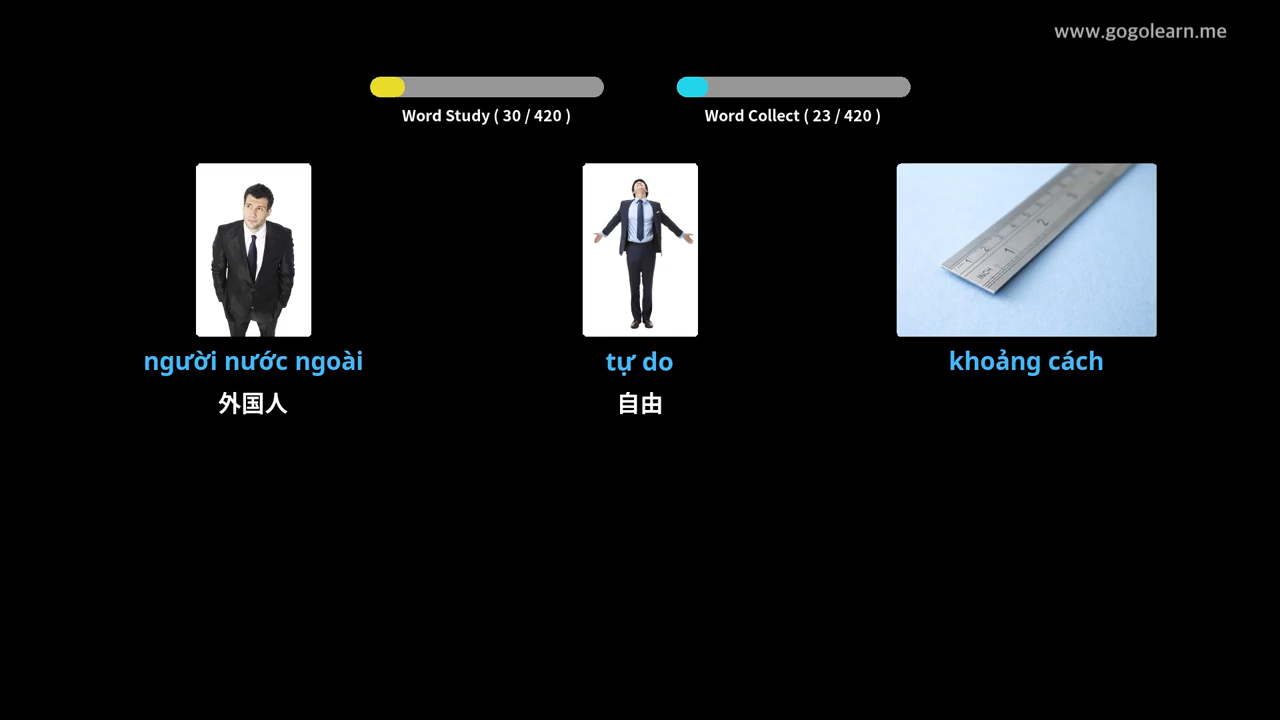 www.gogolearn.me
Word Study ( 30 / 420 )
Word Collect ( 23 / 420 )
người nước ngoài
tự do
khoảng cách
外国人
自由